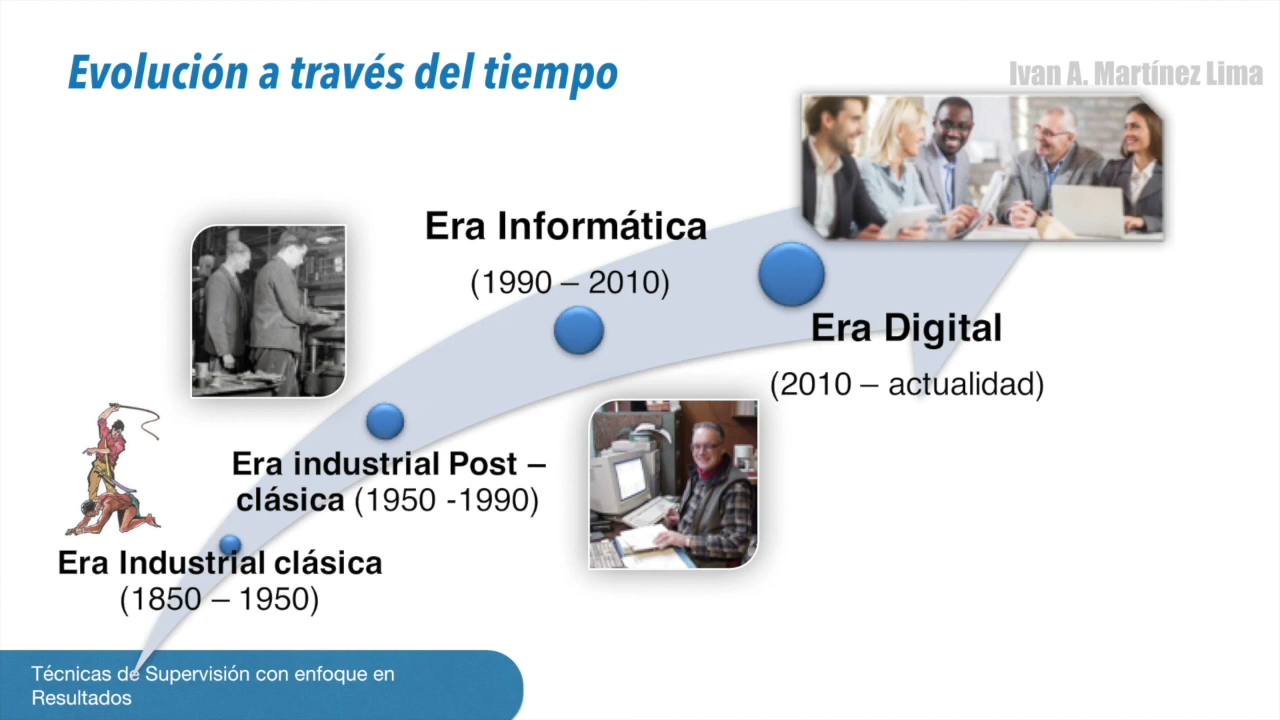 Evolución a través del tiempo
Ivan A. Martínez Lima
Era Informática
(1990 – 2010)
Era Digital
(2010 – actualidad)
Era industrial Post –
clásica (1950 -1990)
Era Industrial clásica
(1850 – 1950)
Técnicas de Supervisión con enfoque en
Resultados